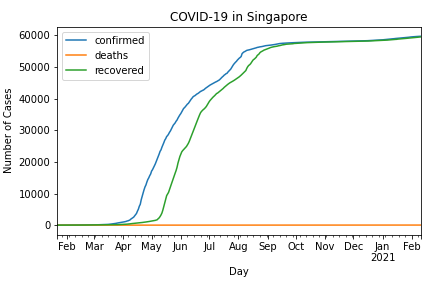 COVID-19 in Singapore
confirmed
deaths
recovered
Number of Cases
60000
50000
40000
30000
20000
10000
0
Feb Mar Apr May Jun Jul Aug Sep Oct Nov Dec Jan Feb
2021
Day